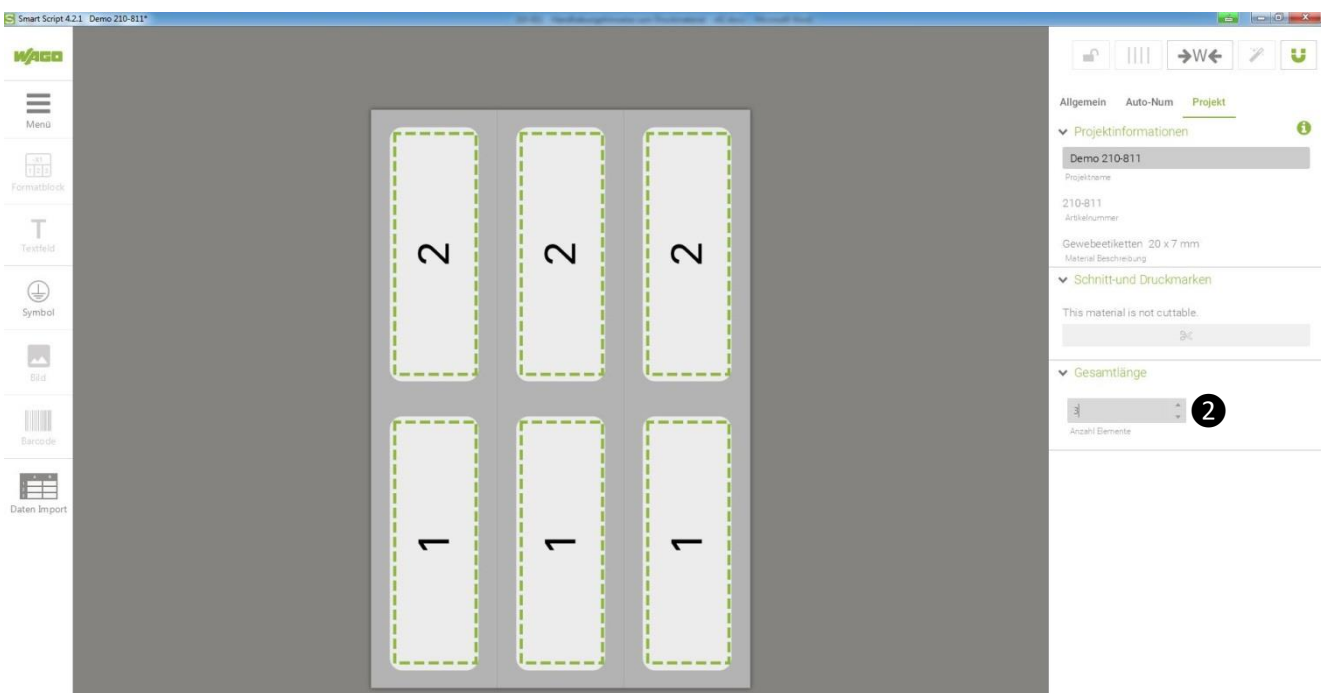 Smart Script 4.2.1 Demo 210-811*
WAGO
Menü
Formatblock
Textfeld
Symbol
Bild
Barcode
Daten Import
2 2 2
1 1 1
W
Allgemein Auto-Num Projekt
Projektinformationen
Demo 210-811
Projektname
210-811
Artikelnummer
Gewebeetiketten 20 x 7 mm
Material Beschreibung
Schnitt-und Druckmarken
This material is not cuttable.
Gesamtlänge
3
2
Anzahl Elemente